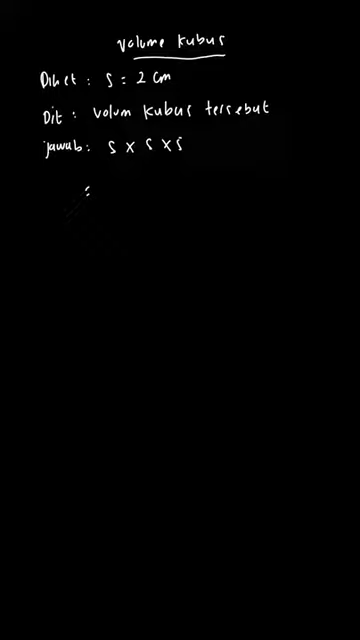 Volume kubus
Diket : s = 2 cm
Dit : Volum kubus tersebut
jawab : s x s x s
: